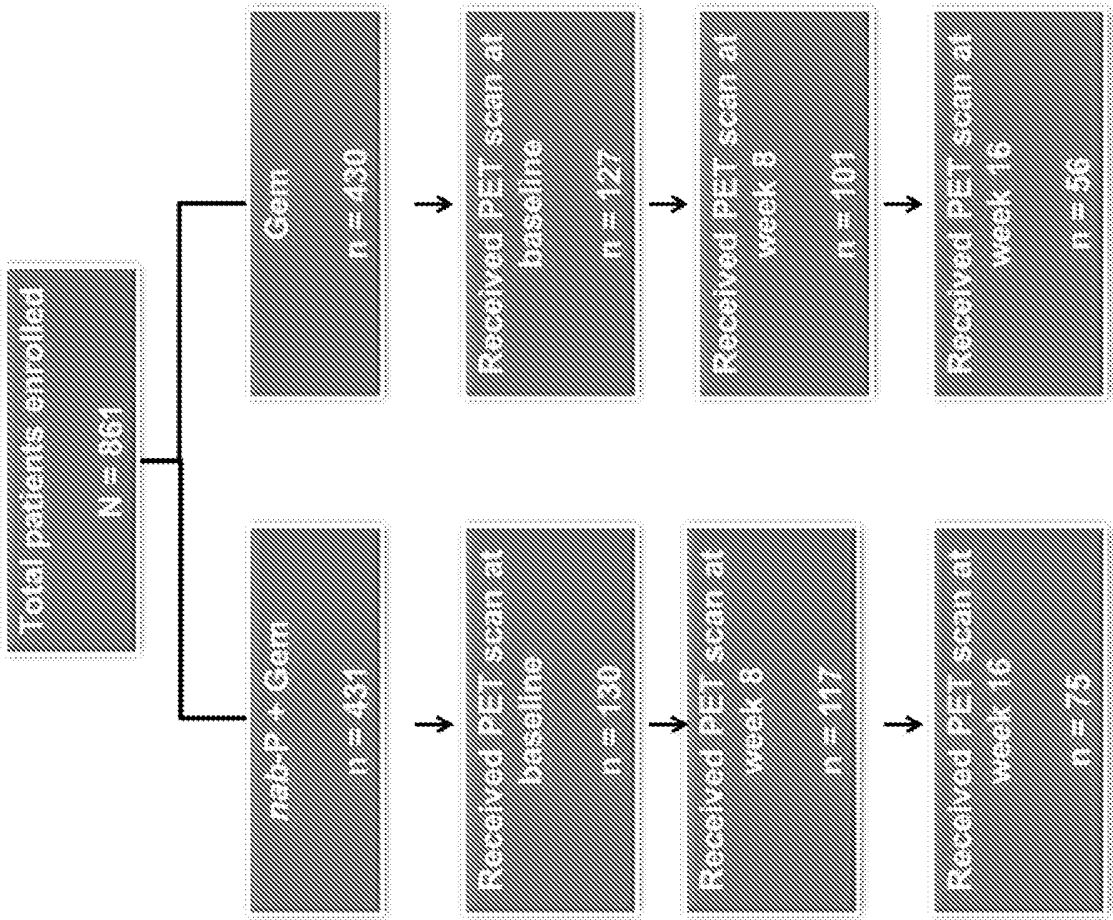 Total patients enrolled
N = 861
nab-P + Gem
n = 431
Gem
n = 430
Received PET scan at
baseline
n = 130
Received PET scan at
baseline
n = 127
Received PET scan at
week 8
n = 117
Received PET scan at
week 8
n = 101
Received PET scan at
week 16
n = 75
Received PET scan at
week 16
n = 56